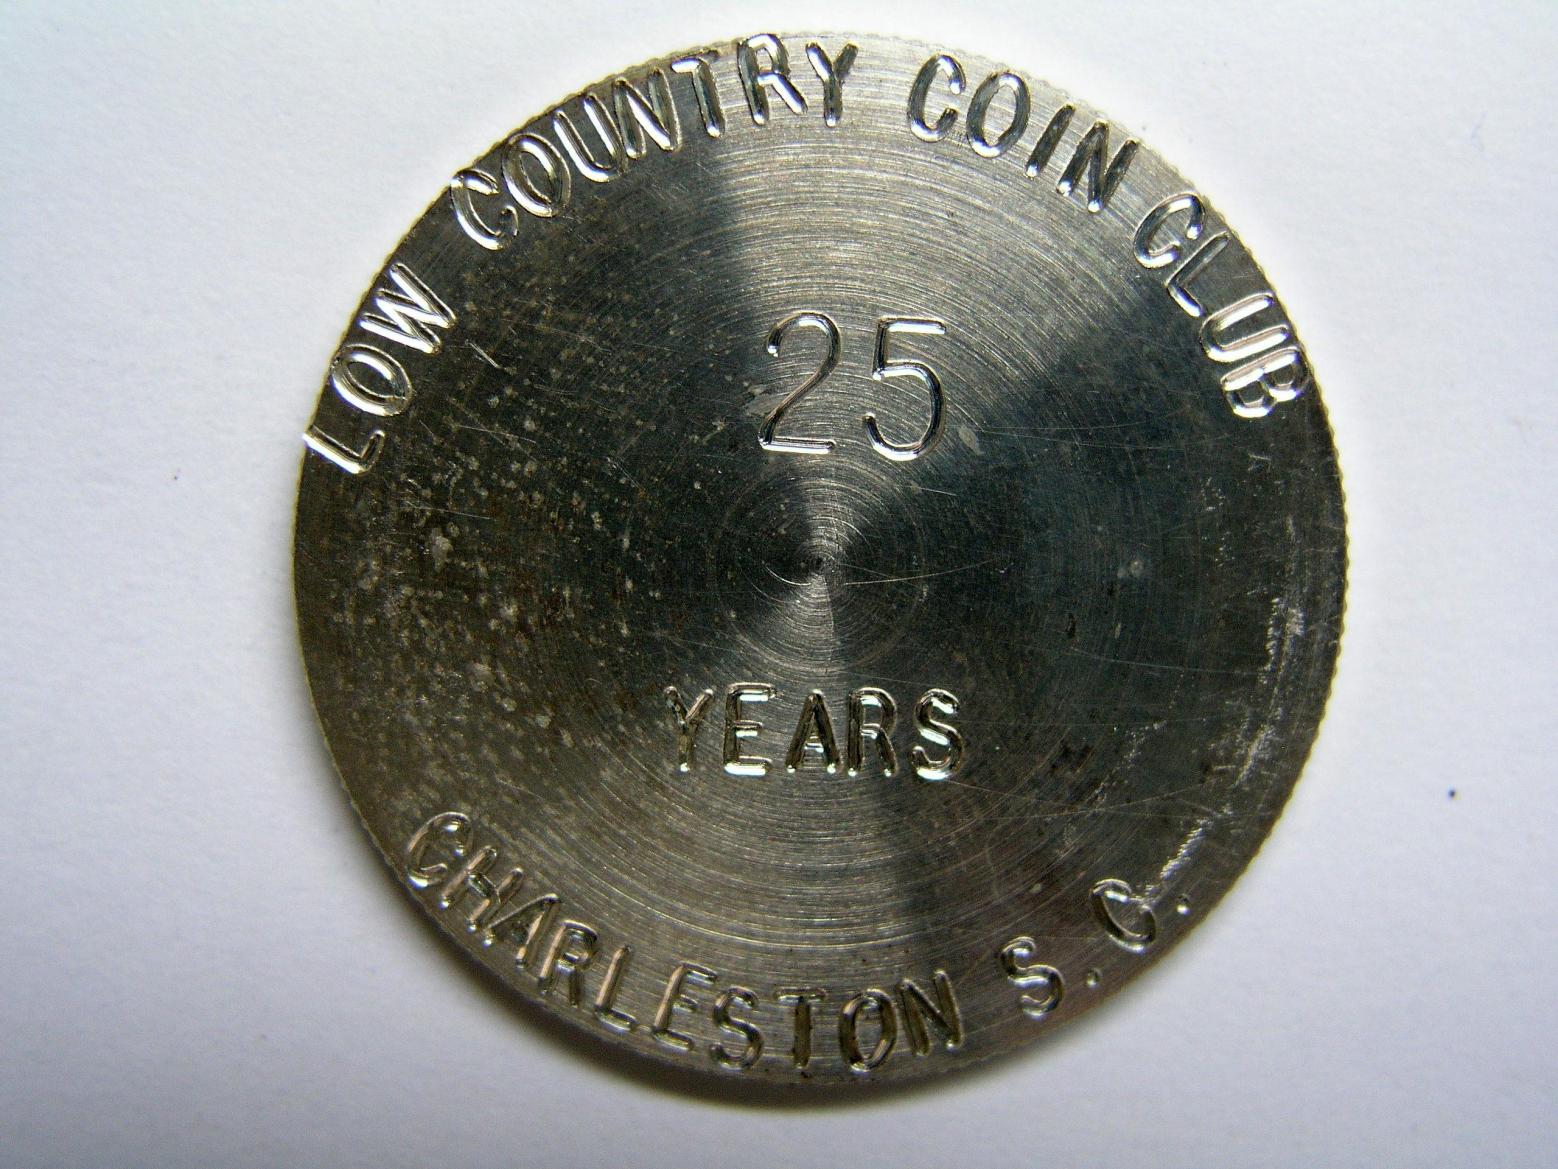 LOW COUNTRY COIN CLUB
25
YEARS
CHARLESTON S. C.